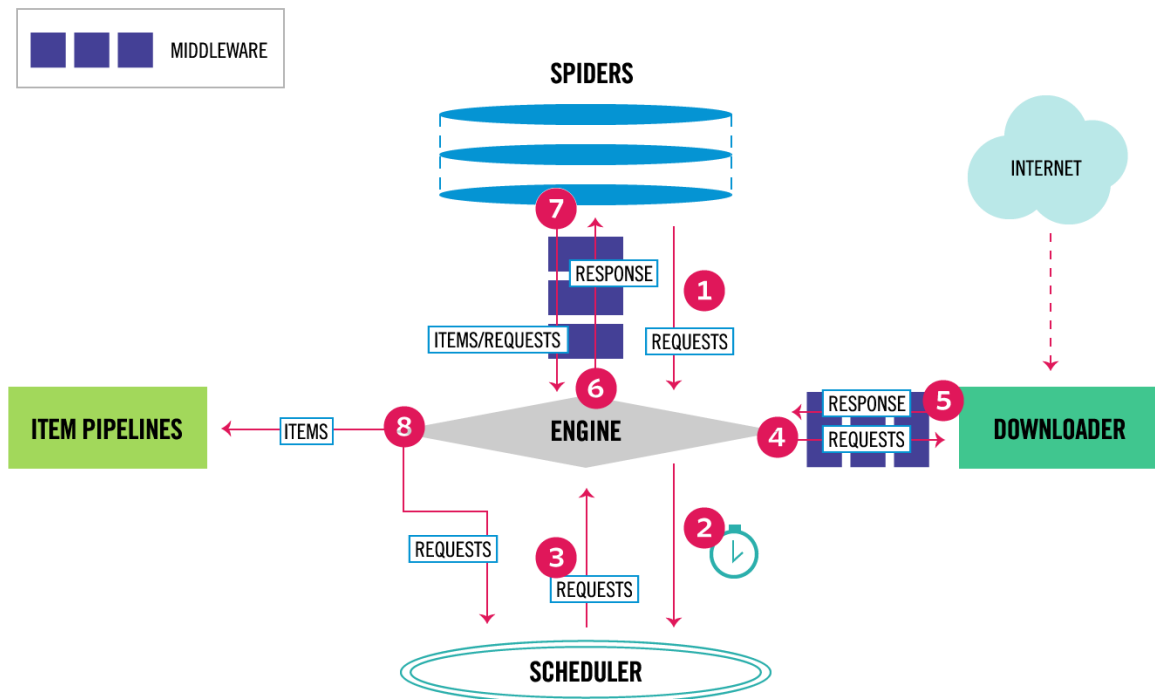 MIDDLEWARE
SPIDERS
INTERNET
7
RESPONSE
1
ITEMS/REQUESTS
REQUESTS
6
ITEM PIPELINES
ITEMS
8
ENGINE
4
RESPONSE
5
REQUESTS
DOWNLOADER
2
REQUESTS
3
REQUESTS
SCHEDULER